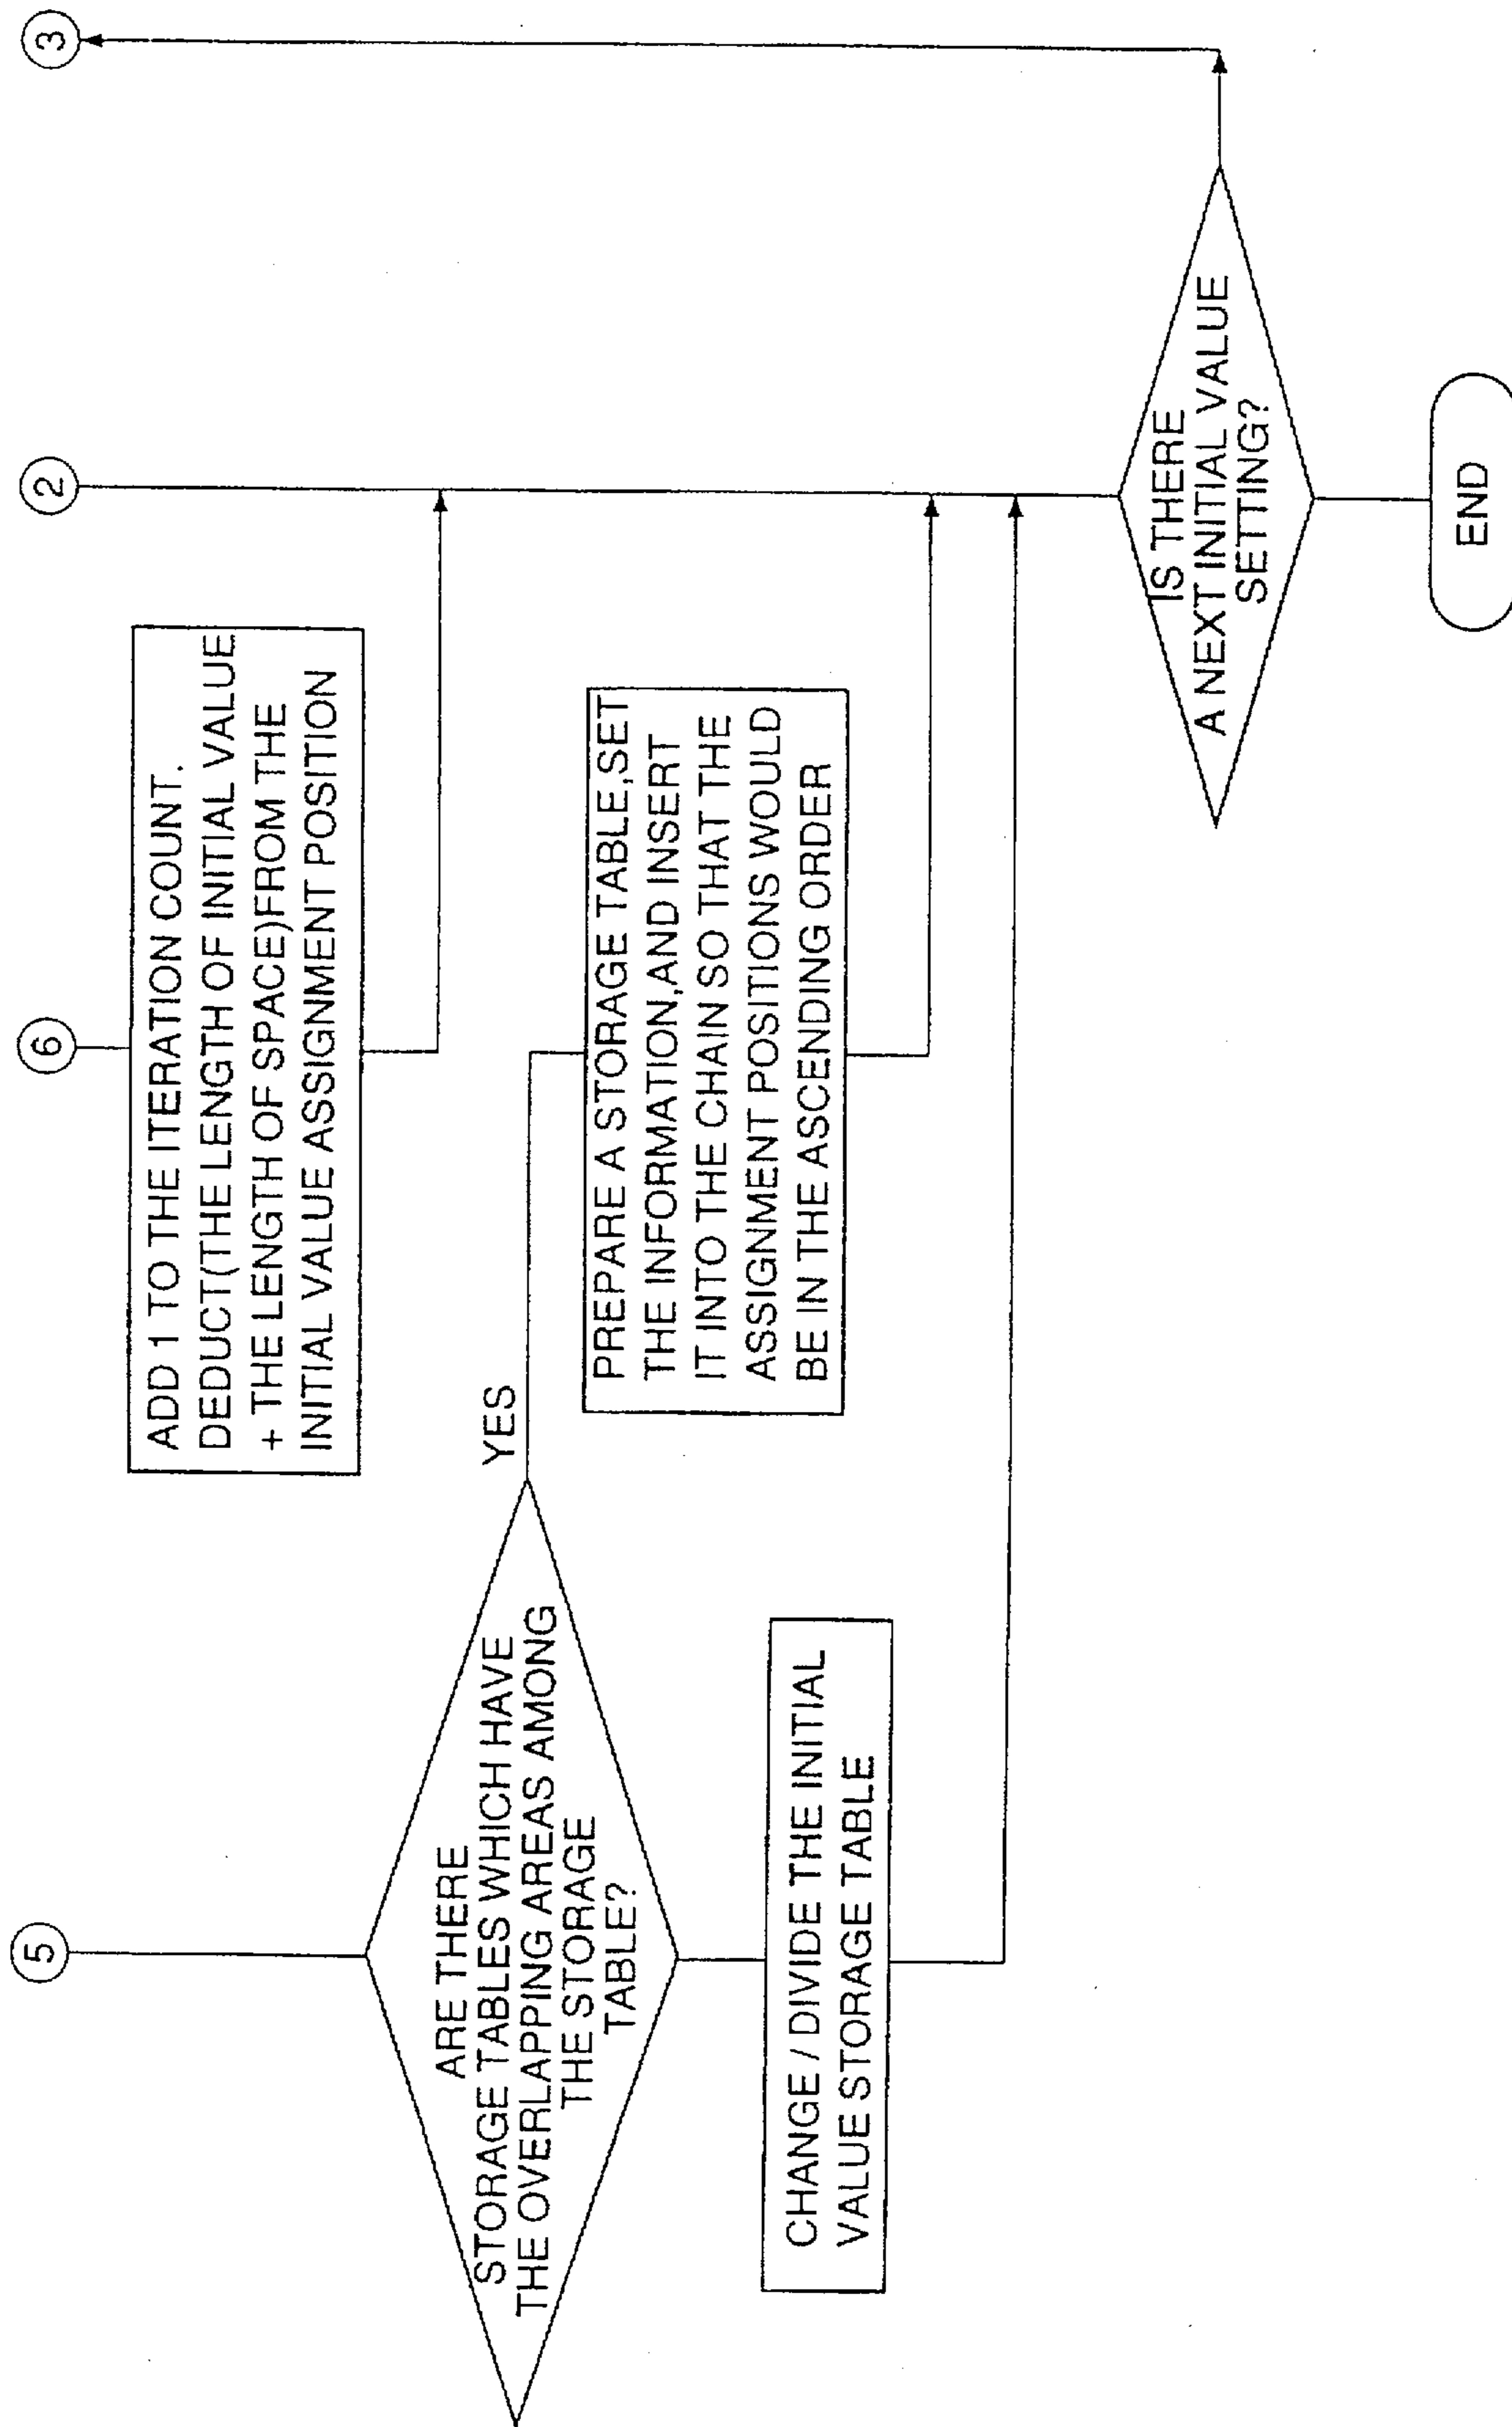 5
6
2
3
ADD 1 TO THE ITERATION COUNT.
DEDUCT(THE LENGTH OF INITIAL VALUE
+ THE LENGTH OF SPACE)FROM THE
INITIAL VALUE ASSIGNMENT POSITION
ARE THERE
STORAGE TABLES WHICH HAVE
THE OVERLAPPING AREAS AMONG
THE STORAGE
TABLE?
YES
PREPARE A STORAGE TABLE,SET
THE INFORMATION,AND INSERT
IT INTO THE CHAIN SO THAT THE
ASSIGNMENT POSITIONS WOULD
BE IN THE ASCENDING ORDER
CHANGE / DIVIDE THE INITIAL
VALUE STORAGE TABLE
IS THERE
A NEXT INITIAL VALUE
SETTING?
END